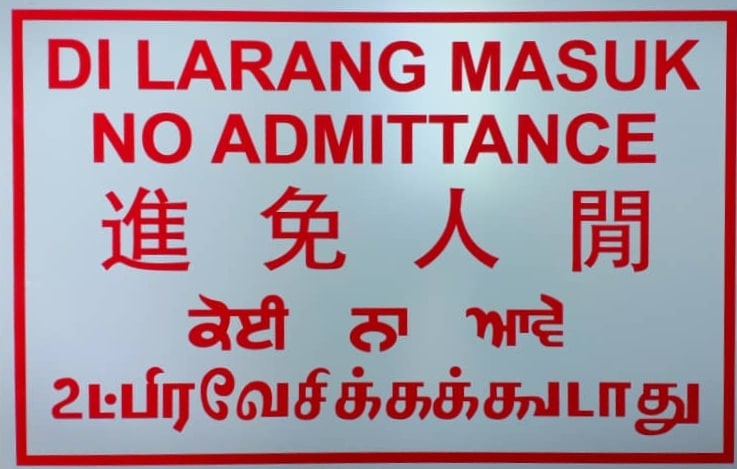 DI LARANG MASUK
NO ADMITTANCE
閒人免進
ਕੋਈ ਨਾ ਆਵੇ
உட்பிரவேசிக்கக்கூடாது